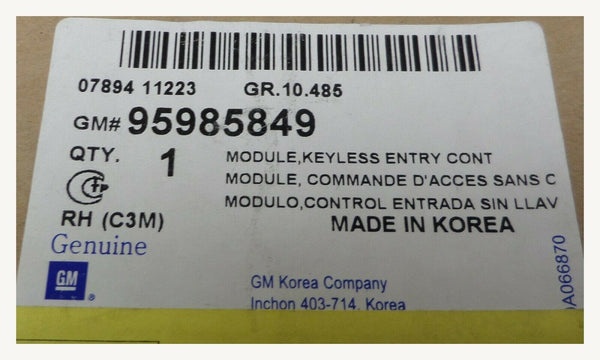 07894 11223 GR.10.485
GM# 95985849
QTY. 1
MODULE,KEYLESS ENTRY CONT
MODULE, COMMANDE D'ACCES SANS C
MODULO,CONTROL ENTRADA SIN LLAV
RH (C3M) MADE IN KOREA
Genuine
GM ®
GM Korea Company
Inchon 403-714, Korea
DA066870